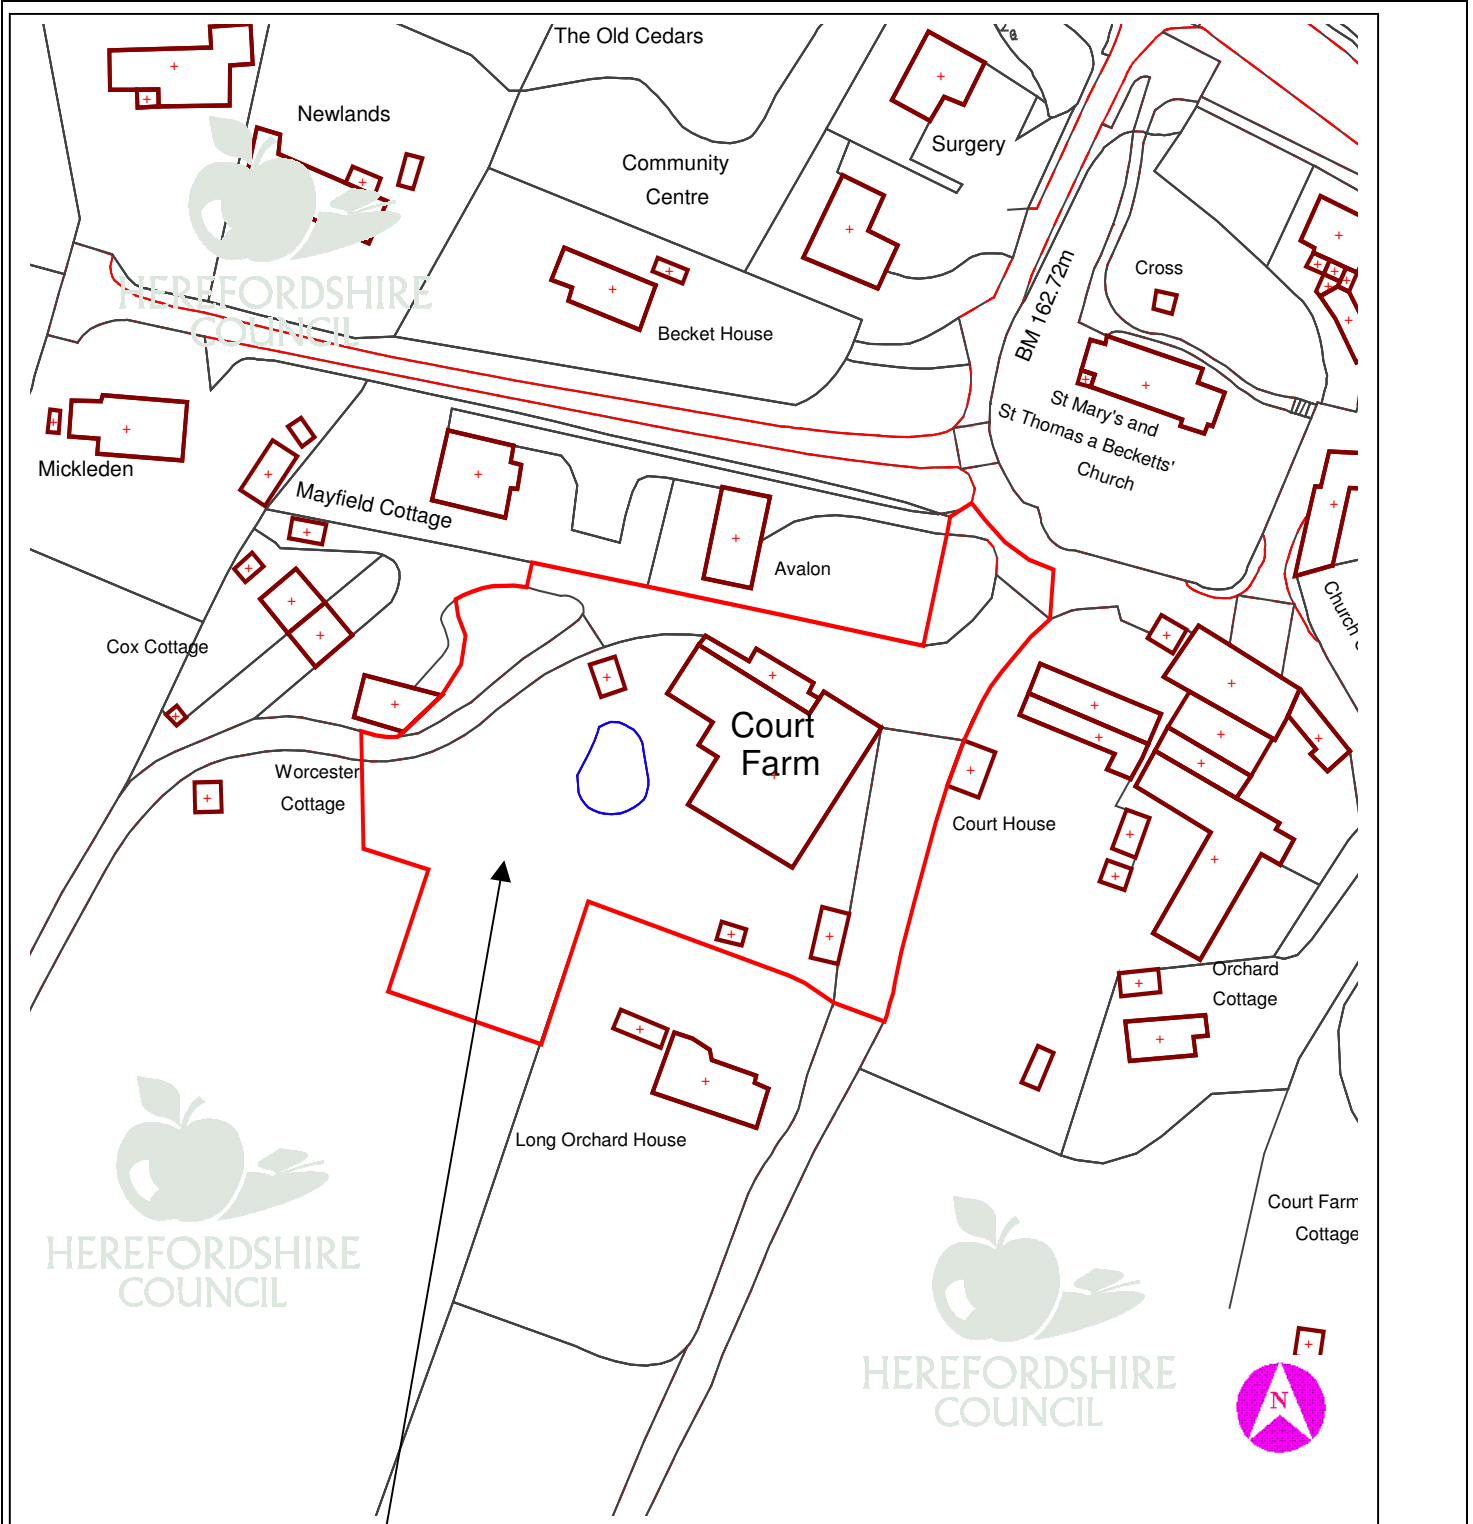 The Old Cedars
Newlands
Surgery
Community
Centre
HEREFORDSHIRE
COUNCIL
Cross
BM 162.72m
Becket House
St Mary's and
St Thomas a Becketts'
Church
Mickleden
Mayfield Cottage
Avalon
Church
Cox Cottage
Court
Farm
Worcester
Cottage
Court House
Orchard
Cottage
Long Orchard House
HEREFORDSHIRE
COUNCIL
Court Farm
Cottage
HEREFORDSHIRE
COUNCIL
N